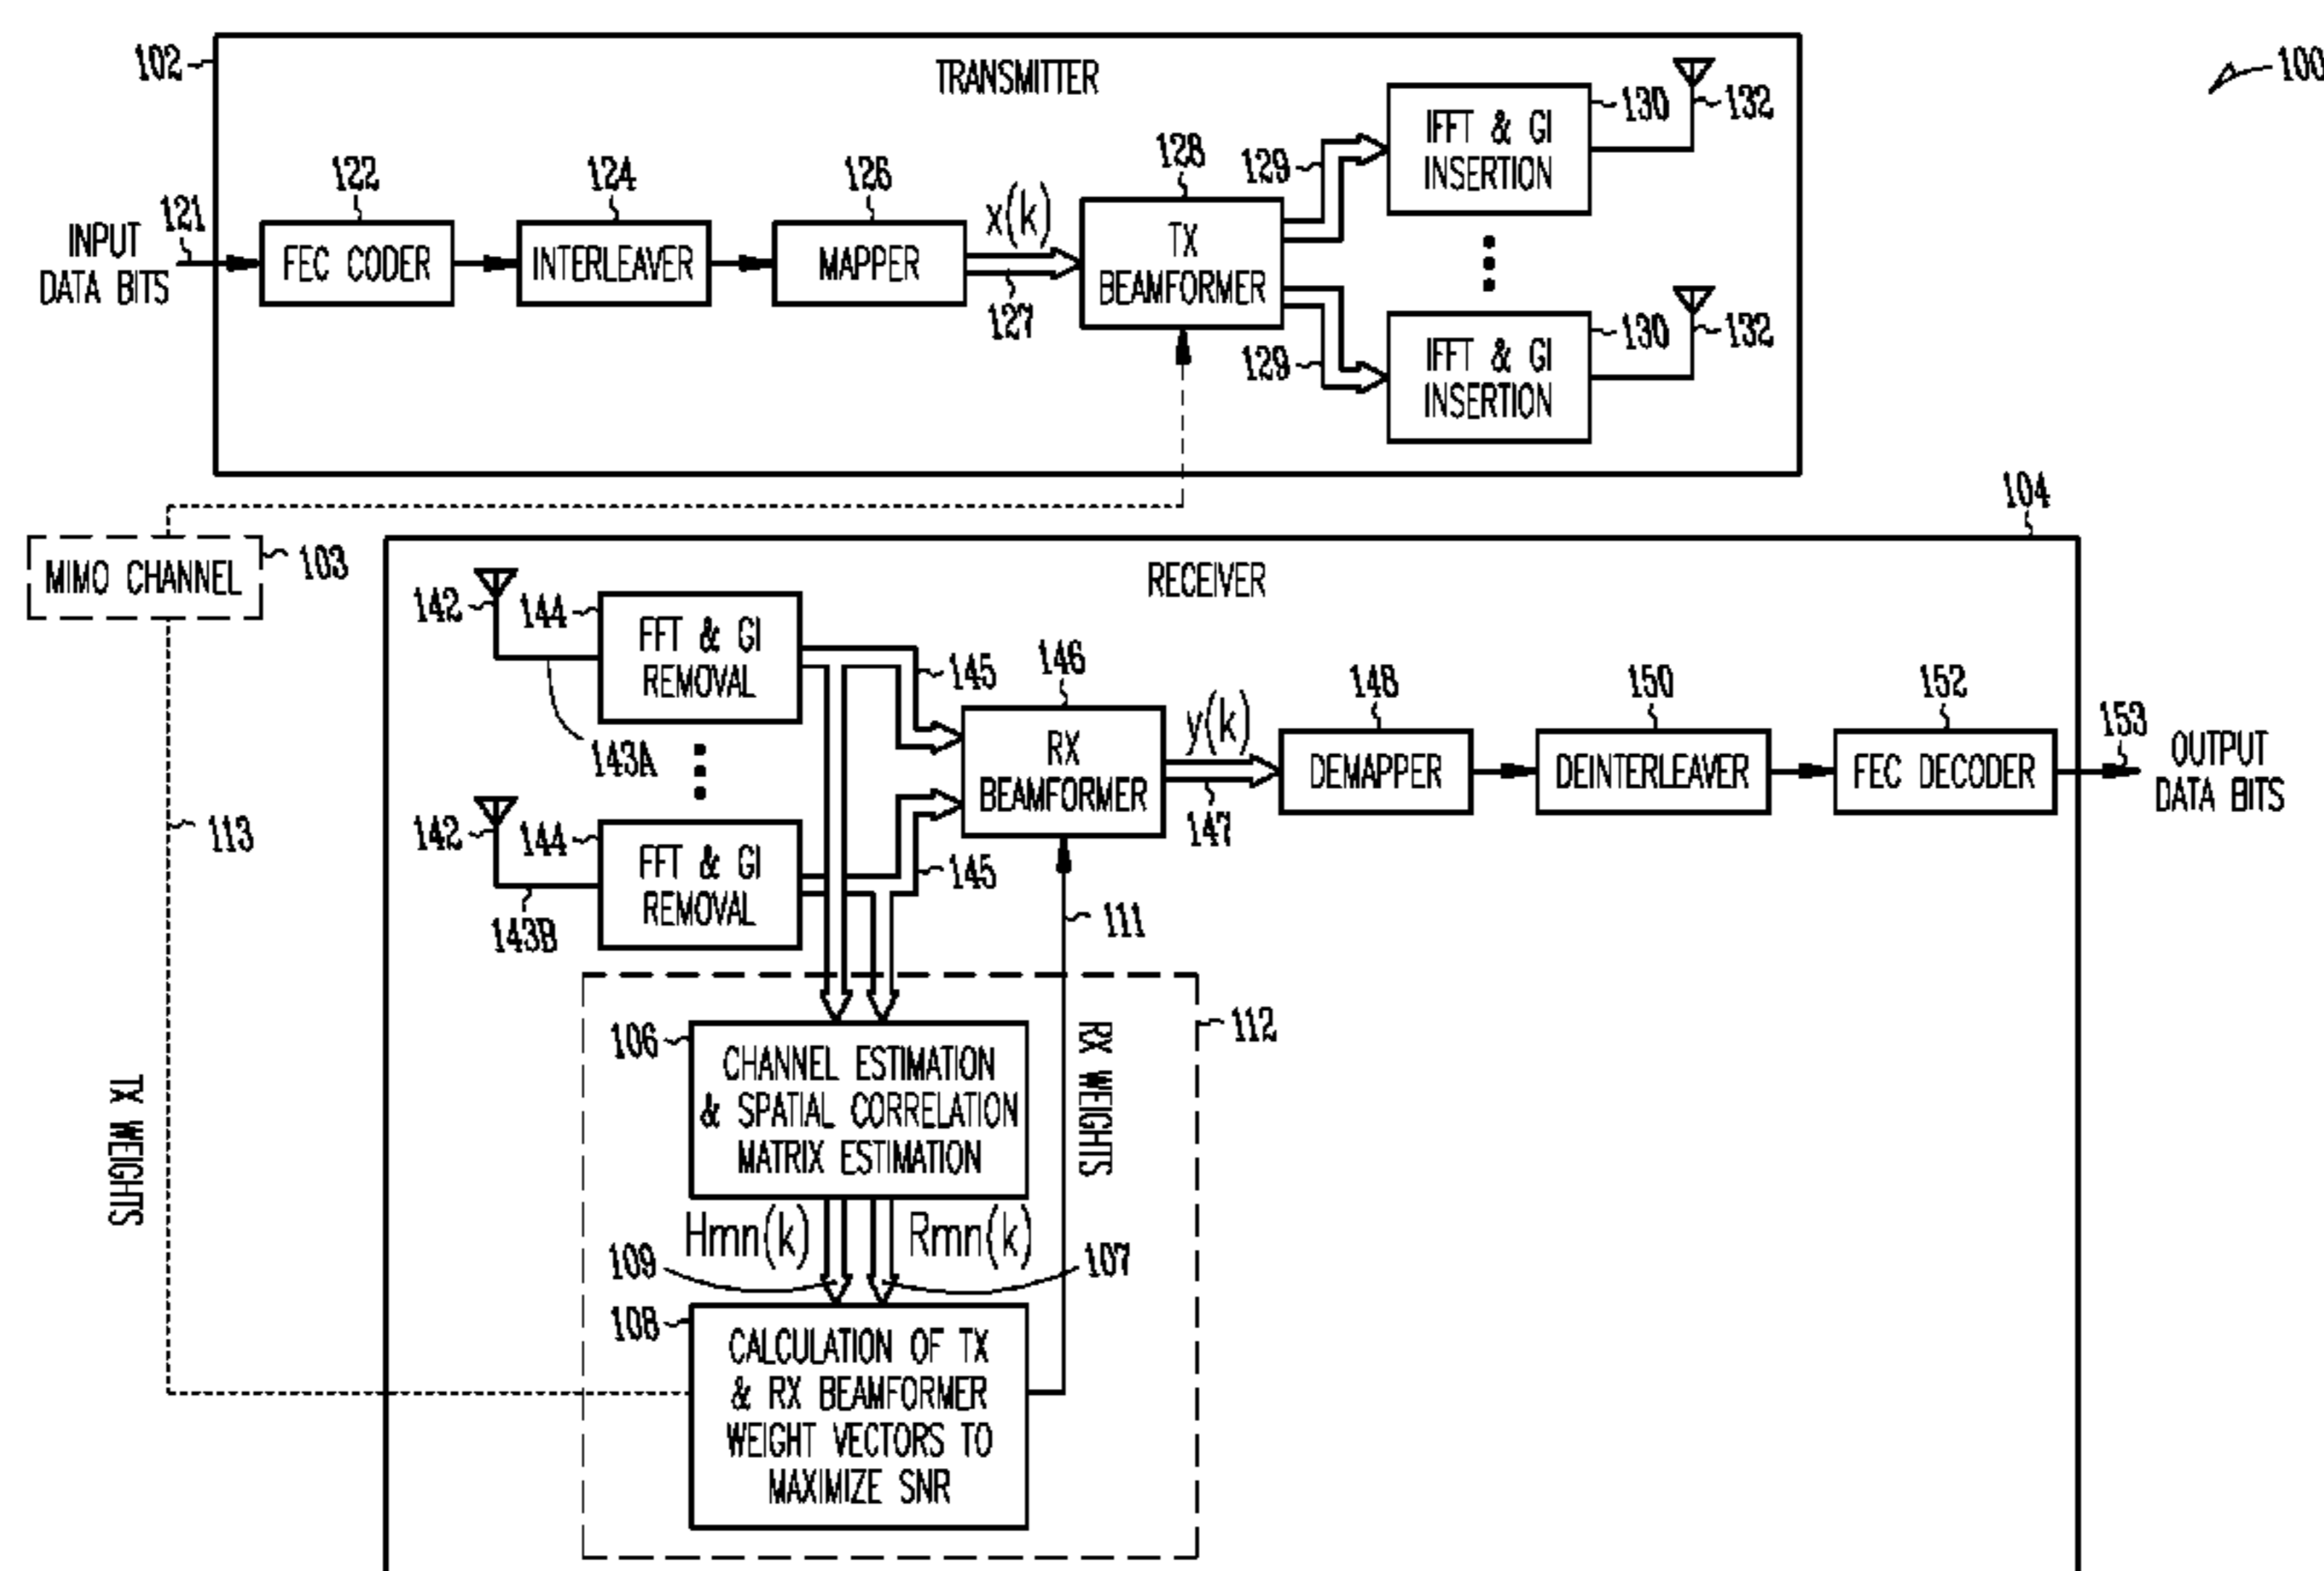 100
102
TRANSMITTER
INPUT
DATA BITS
121
122
FEC CODER
124
INTERLEAVER
126
MAPPER
x(k)
127
128
TX
BEAMFORMER
129
IFFT & GI
INSERTION
130
132
129
IFFT & GI
INSERTION
130
132
MIMO CHANNEL
103
113
TX WEIGHTS
104
RECEIVER
142
144
FFT & GI
REMOVAL
143A
145
142
144
FFT & GI
REMOVAL
143B
145
146
RX
BEAMFORMER
y(k)
147
148
DEMAPPER
150
DEINTERLEAVER
152
FEC DECODER
153
OUTPUT
DATA BITS
111
RX WEIGHTS
112
106
CHANNEL ESTIMATION
& SPATIAL CORRELATION
MATRIX ESTIMATION
Hmn(k)
Rmn(k)
109
107
108
CALCULATION OF TX
& RX BEAMFORMER
WEIGHT VECTORS TO
MAXIMIZE SNR